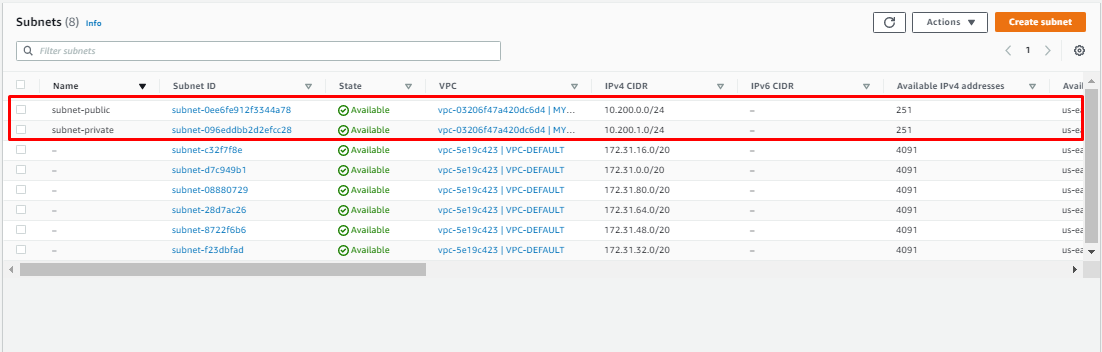 Subnets (8) Info
Actions
Create subnet
Filter subnets
1
Name Subnet ID State VPC IPv4 CIDR IPv6 CIDR Available IPv4 addresses Avail
subnet-public subnet-0ee6fe912f3344a78 Available vpc-03206f47a420dc6d4 | MY... 10.200.0.0/24 – 251 us-ea
subnet-private subnet-096eddbb2d2efcc28 Available vpc-03206f47a420dc6d4 | MY... 10.200.1.0/24 – 251 us-ea
– subnet-c32f7f8e Available vpc-5e19c423 | VPC-DEFAULT 172.31.16.0/20 – 4091 us-ea
– subnet-d7c949b1 Available vpc-5e19c423 | VPC-DEFAULT 172.31.0.0/20 – 4091 us-ea
– subnet-08880729 Available vpc-5e19c423 | VPC-DEFAULT 172.31.80.0/20 – 4091 us-ea
– subnet-28d7ac26 Available vpc-5e19c423 | VPC-DEFAULT 172.31.64.0/20 – 4091 us-ea
– subnet-8722f6b6 Available vpc-5e19c423 | VPC-DEFAULT 172.31.48.0/20 – 4091 us-ea
– subnet-f23dbfad Available vpc-5e19c423 | VPC-DEFAULT 172.31.32.0/20 – 4091 us-ea